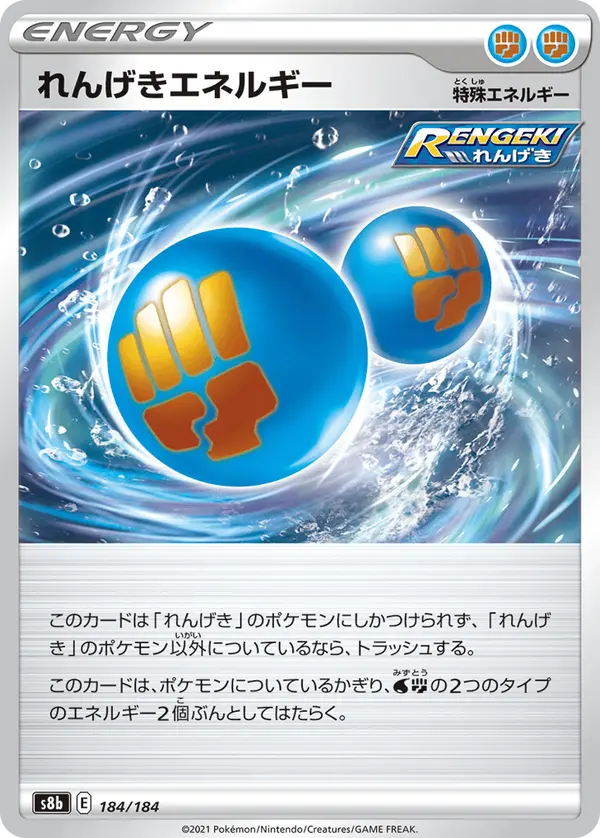 ENERGY
れんげきエネルギー
とくしゅ
特殊エネルギー
RENGEKI
れんげき
このカードは「れんげき」のポケモンにしかつけられず、「れんげ
き」のポケモン以外についているなら、トラッシュする。
いがい
このカードは、ポケモンについているかぎり、の2つのタイプ
みずとう
のエネルギー2個ぶんとしてはたらく。
こ
s8b E 184/184
©2021 Pokémon/Nintendo/Creatures/GAME FREAK.